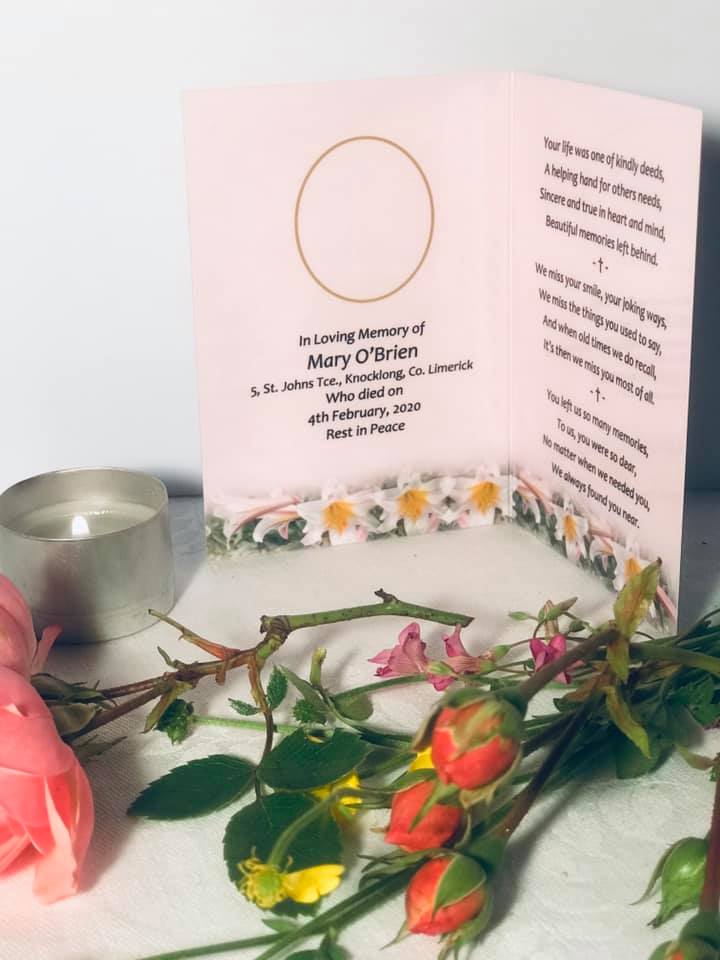 In Loving Memory of
Mary O'Brien
5, St. Johns Tce., Knocklong, Co. Limerick
Who died on
4th February, 2020
Rest in Peace
Your life was one of kindly deeds,
A helping hand for others needs,
Sincere and true in heart and mind,
Beautiful memories left behind.
-†-
We miss your smile, your joking ways,
We miss the things you used to say,
And when old times we do recall,
It's then we miss you most of all.
-†-
You left us so many memories,
To us, you were so dear,
No matter when we needed you,
We always found you near.